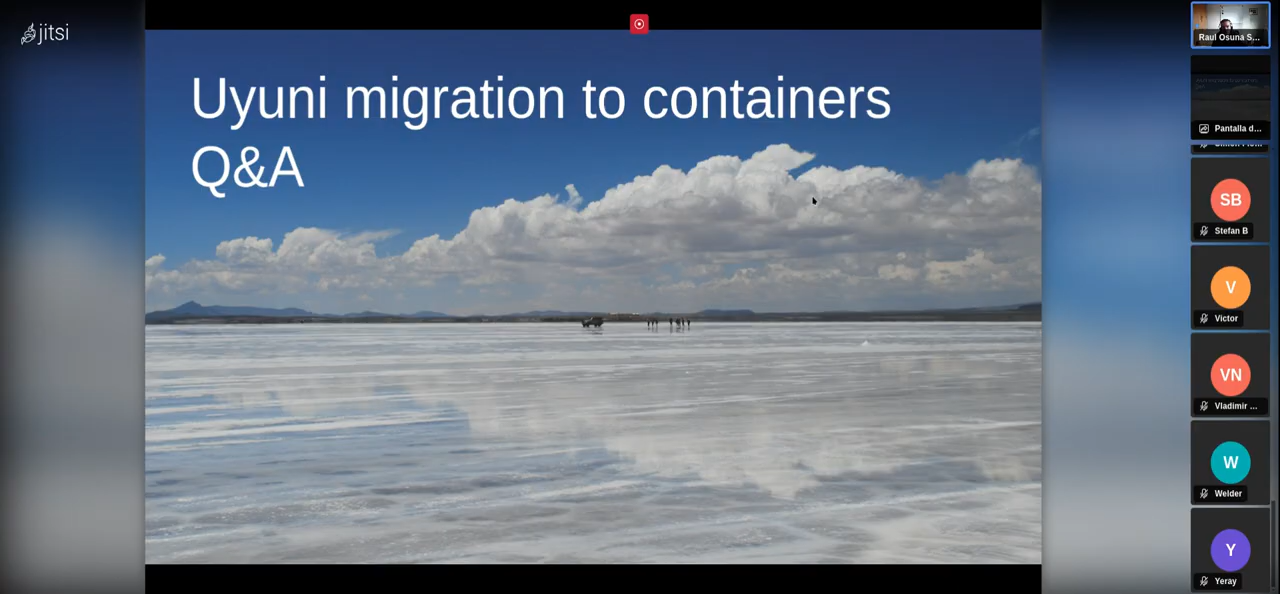 jitsi
Uyuni migration to containers
Q&A
Raul Osuna S...
Pantalla d...
SB
Stefan B
V
Victor
VN
Vladimir ...
W
Welder
Y
Yeray